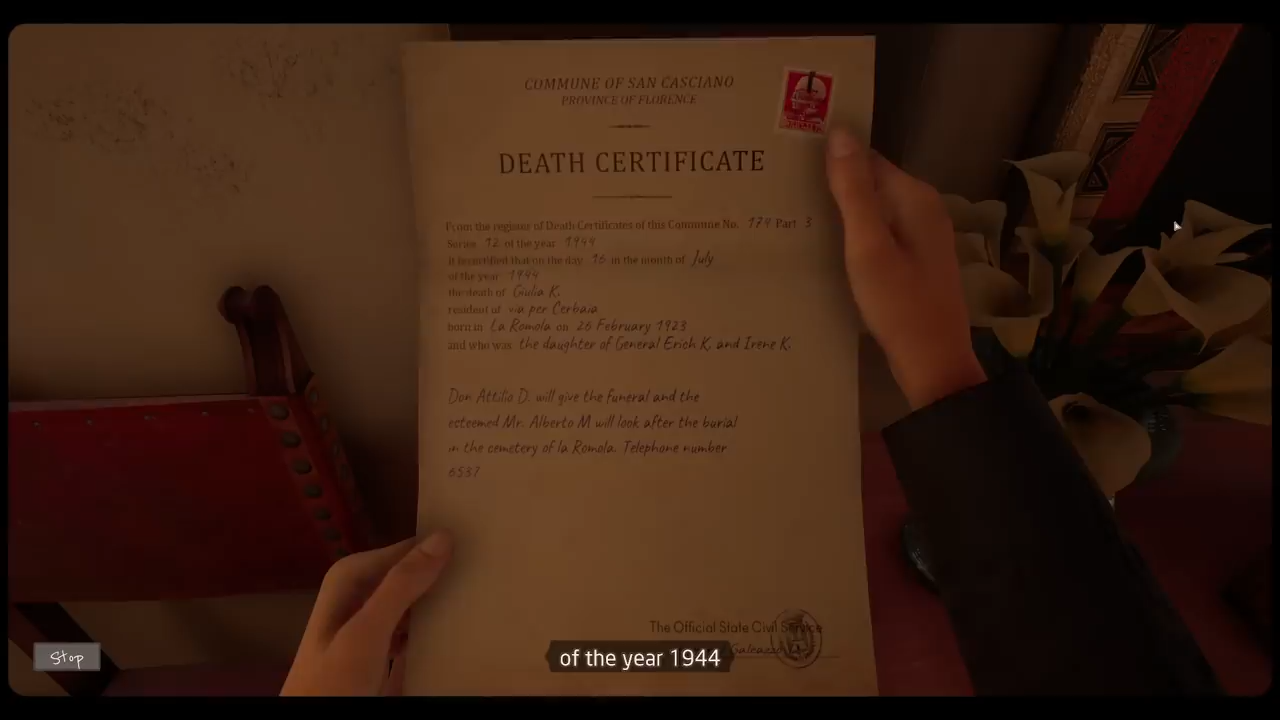 COMMUNE OF SAN CASCIANO
PROVINCE OF FLORENCE
DEATH CERTIFICATE
From the register of Death Certificates of this Commune No. 174 Part 3
Series 12 of the year 1944
It is certified that on the day 16 in the month of July
of the year 1944
the death of Giulia K.
resident of via per Cerbaia
born in La Romola on 26 February 1923
and who was the daughter of General Erich K. and Irene K.
Don Attilio D. will give the funeral and the
esteemed Mr. Alberto M will look after the burial
in the cemetery of la Romola. Telephone number
6537
The Official State Civil Service
Galeazzo
of the year 1944
Stop